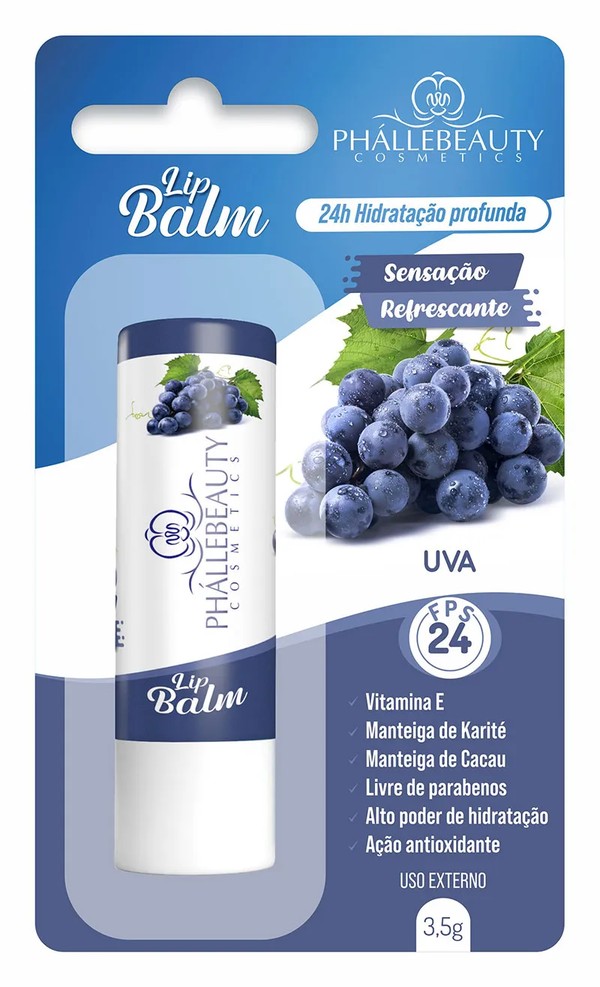 PHÁLLEBEAUTY
COSMETICS
Lip
Balm
24h Hidratação profunda
Sensação
Refrescante
PHÁLLEBEAUTY
COSMETICS
Lip
Balm
UVA
FPS
24
Vitamina E
Manteiga de Karité
Manteiga de Cacau
Livre de parabenos
Alto poder de hidratação
Ação antioxidante
USO EXTERNO
3,5g